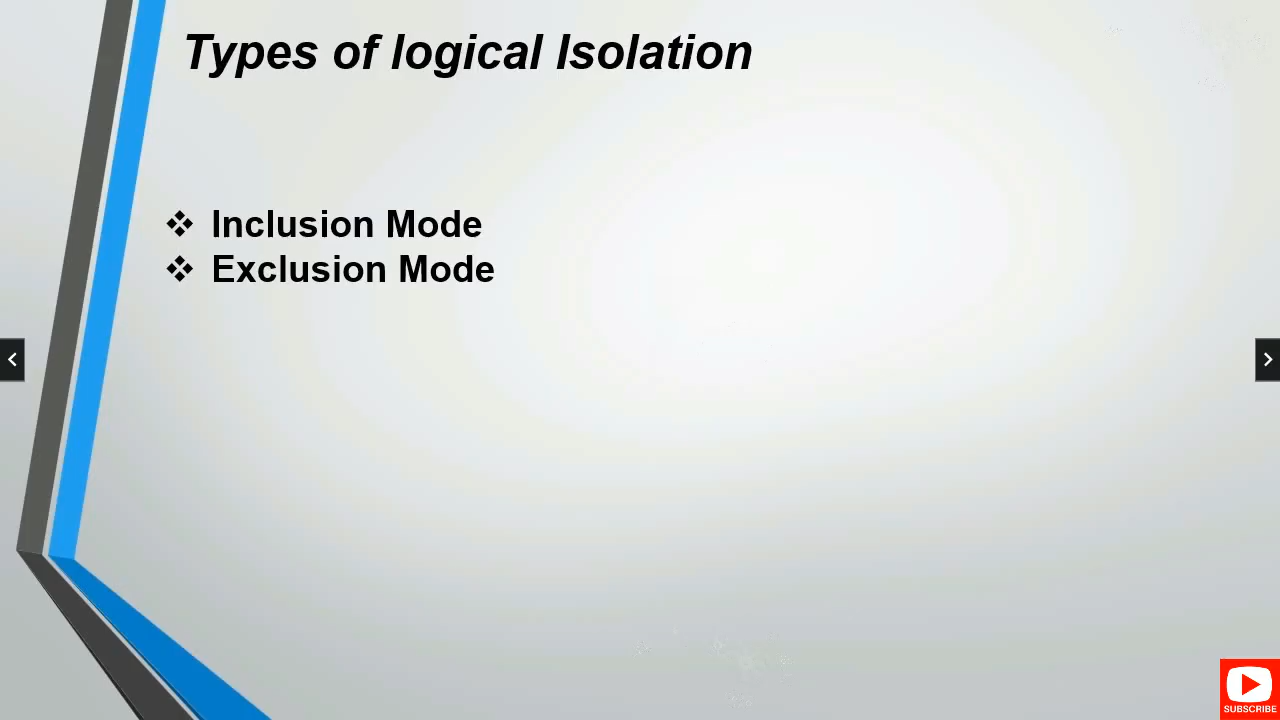 Types of logical Isolation
❖ Inclusion Mode
❖ Exclusion Mode
SUBSCRIBE